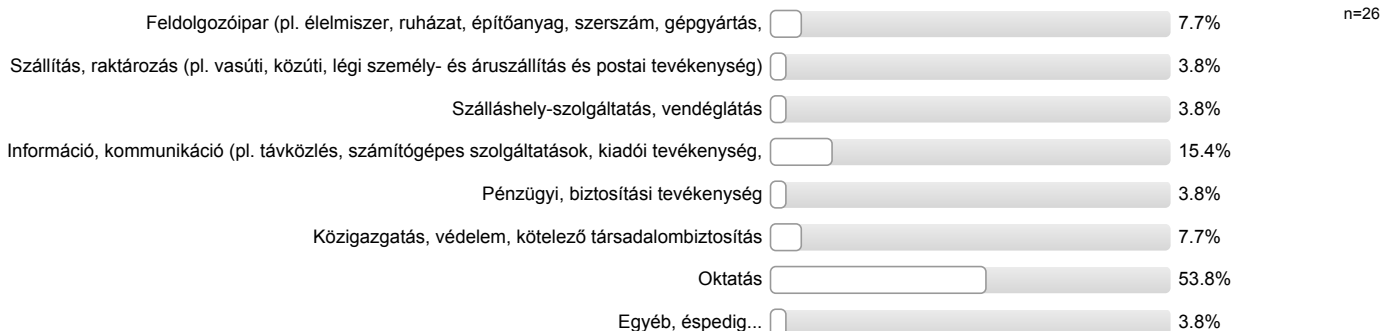 Feldolgozóipar (pl. élelmiszer, ruházat, építőanyag, szerszám, gépgyártás, 7.7% n=26
Szállítás, raktározás (pl. vasúti, közúti, légi személy- és áruszállítás és postai tevékenység) 3.8%
Szálláshely-szolgáltatás, vendéglátás 3.8%
Információ, kommunikáció (pl. távközlés, számítógépes szolgáltatások, kiadói tevékenység, 15.4%
Pénzügyi, biztosítási tevékenység 3.8%
Közigazgatás, védelem, kötelező társadalombiztosítás 7.7%
Oktatás 53.8%
Egyéb, éspedig... 3.8%